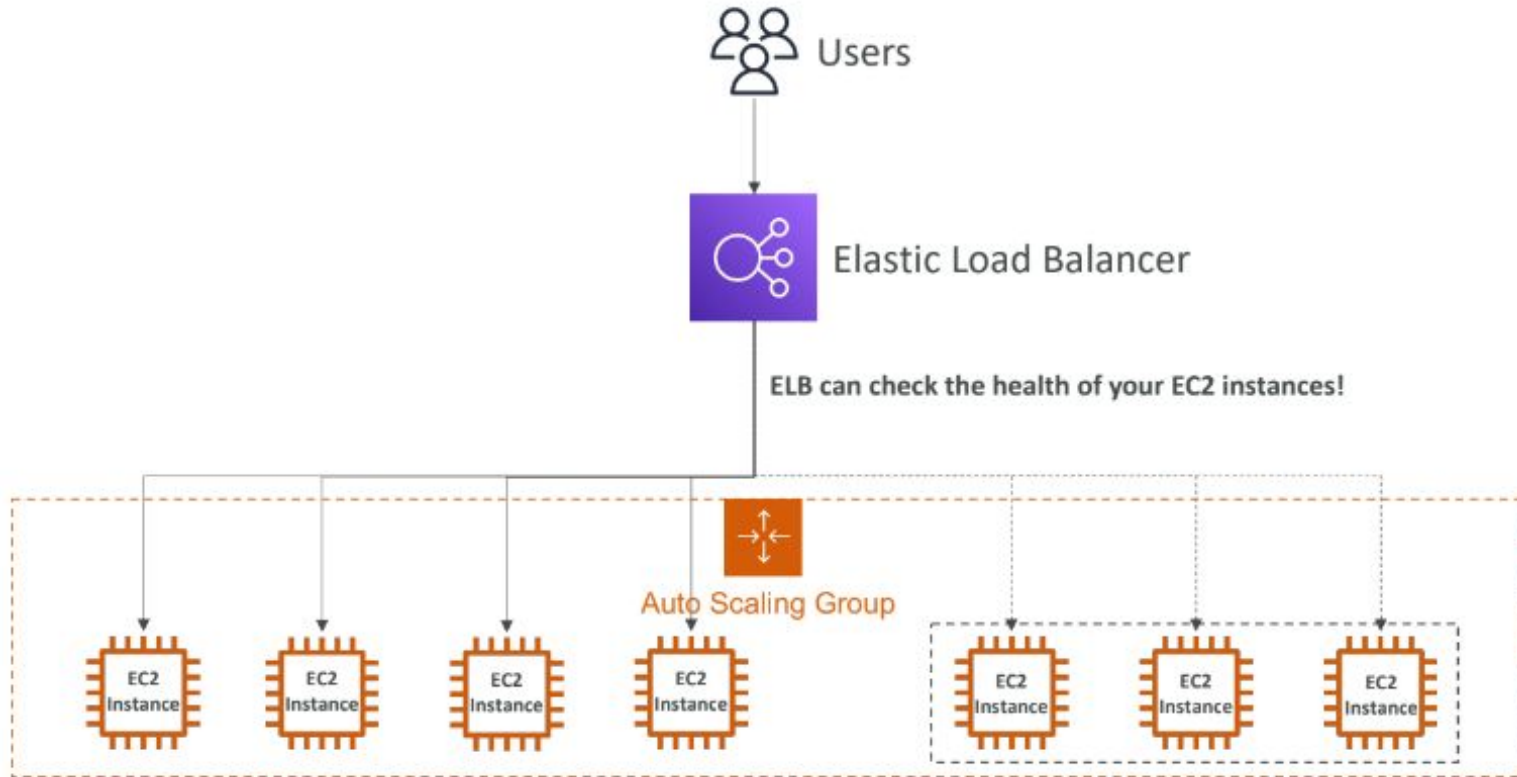 Users
Elastic Load Balancer
ELB can check the health of your EC2 instances!
Auto Scaling Group
EC2
Instance
EC2
Instance
EC2
Instance
EC2
Instance
EC2
Instance
EC2
Instance
EC2
Instance